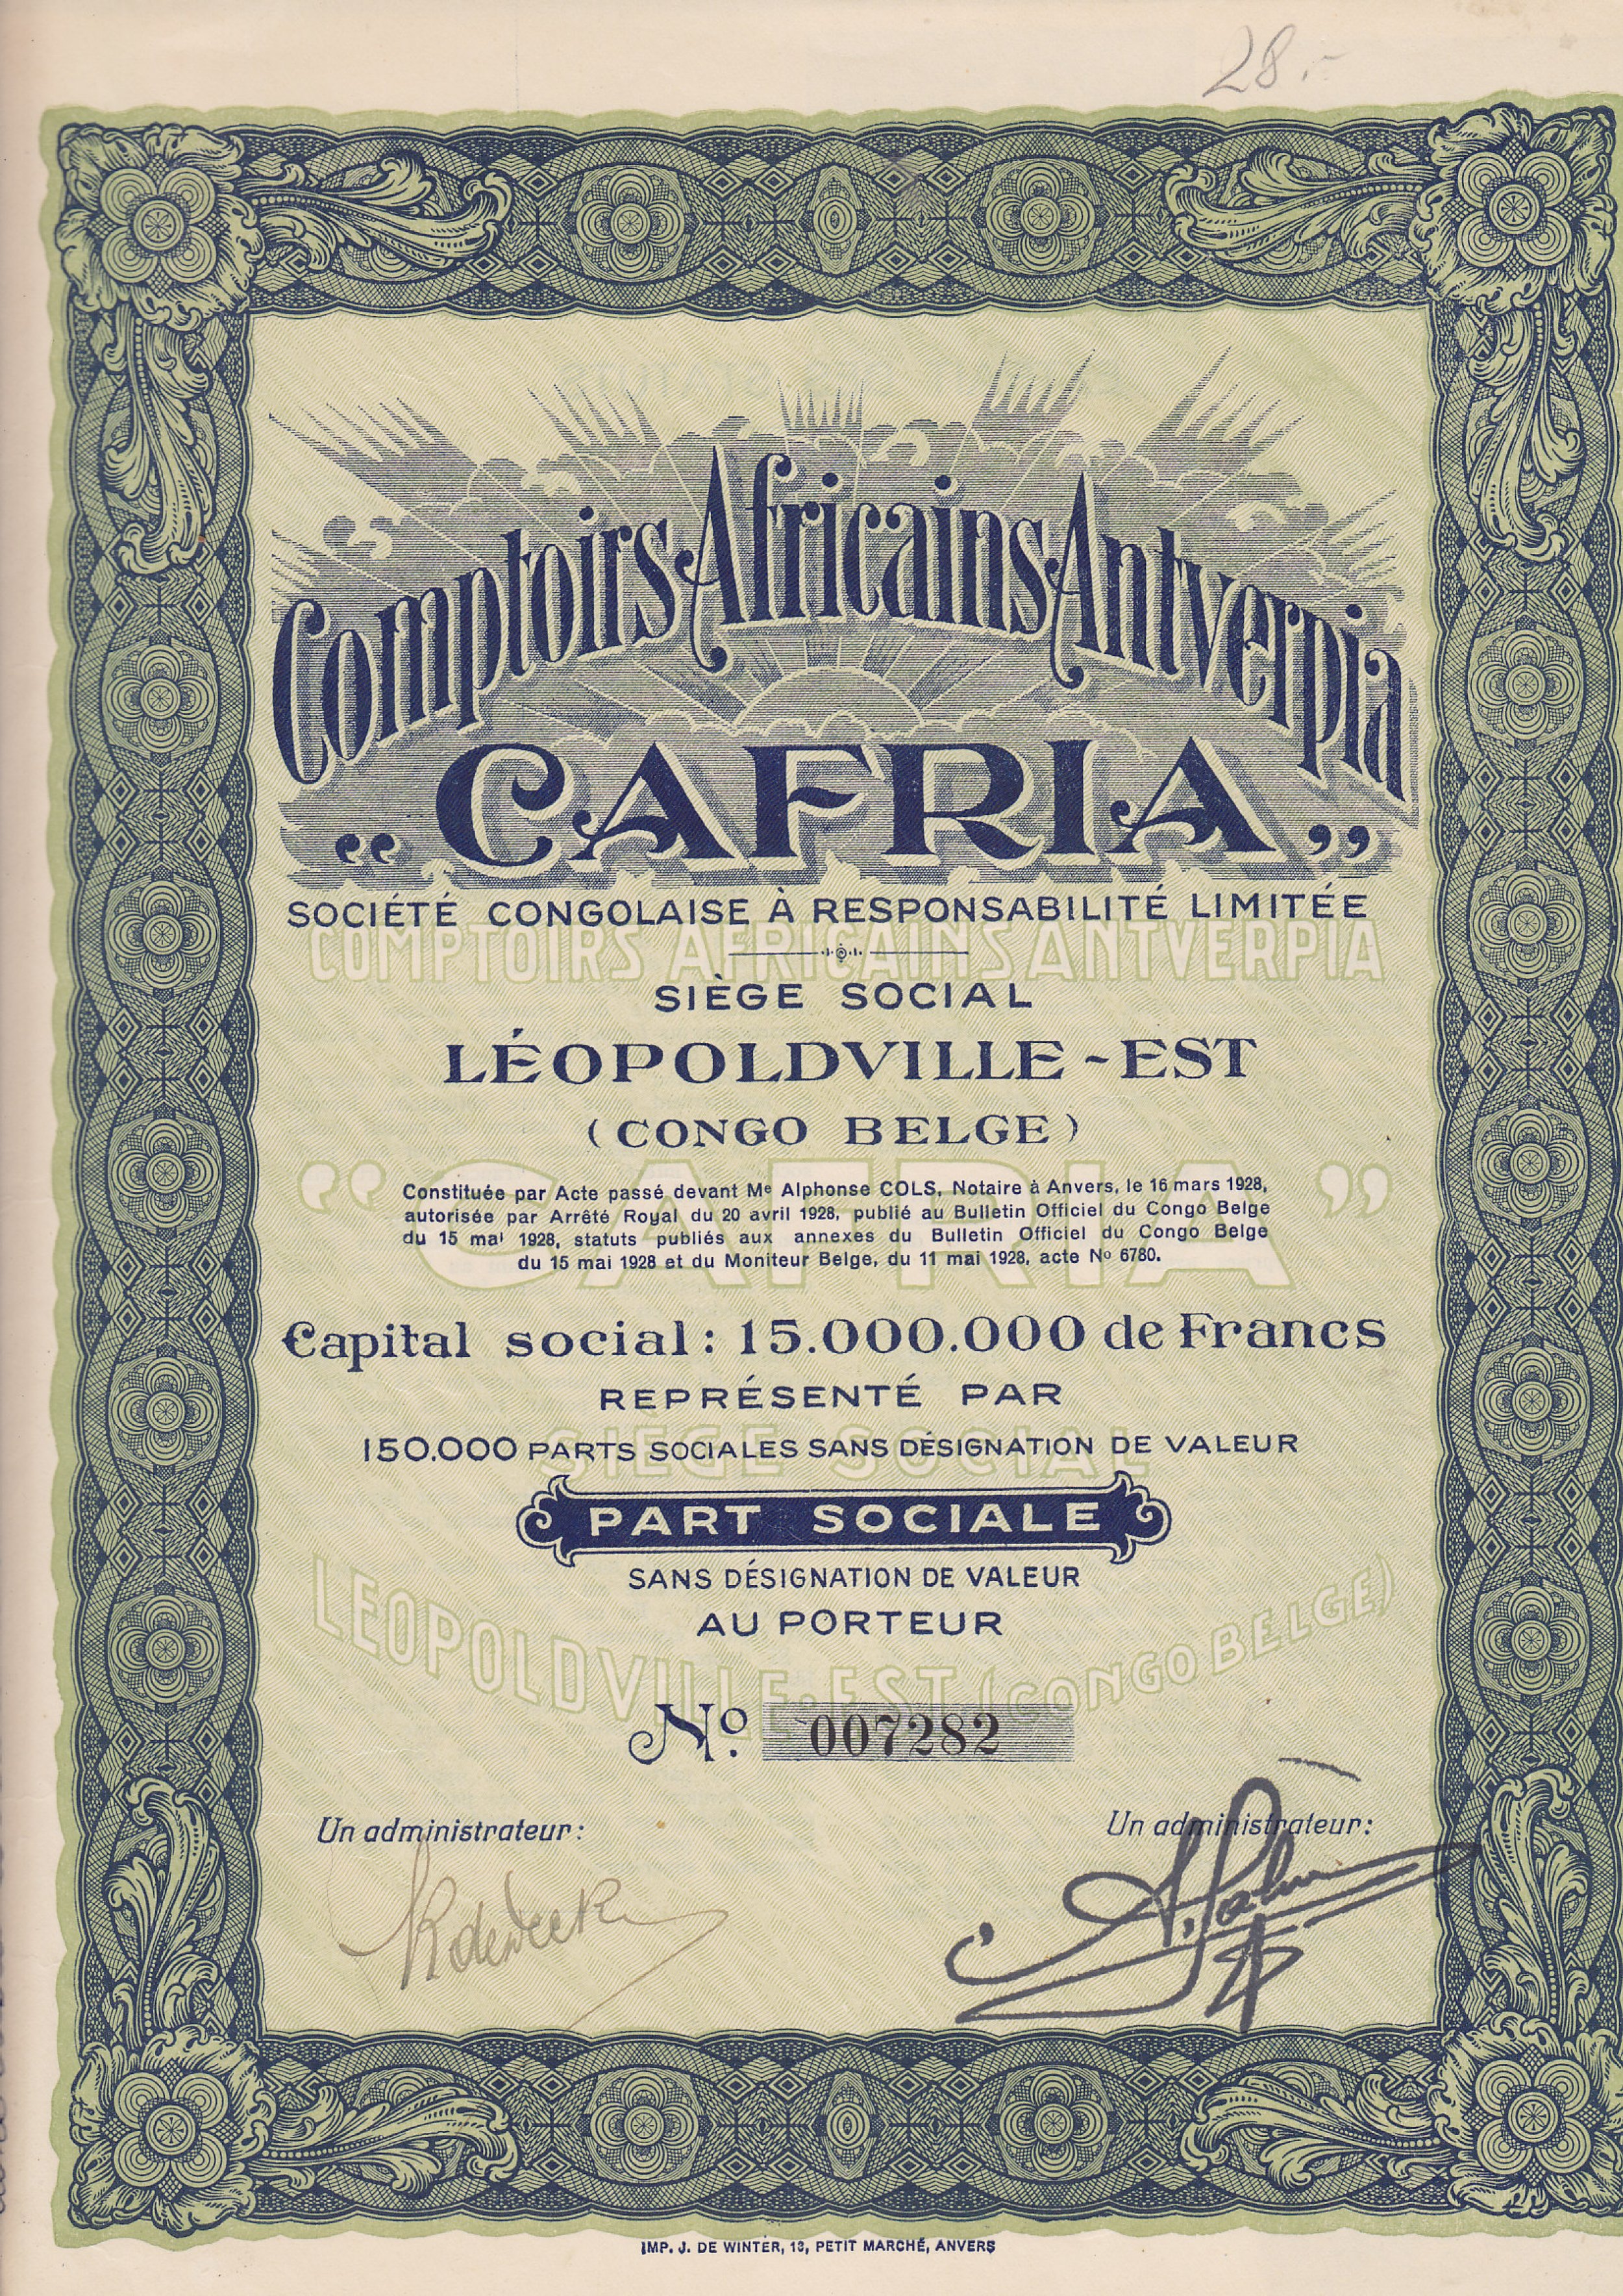 28.-
Comptoirs Africains Antverpia
“CAFRIA”
SOCIÉTÉ CONGOLAISE À RESPONSABILITÉ LIMITÉE
COMPTOIRS AFRICAINS ANTVERPIA
SIÈGE SOCIAL
LÉOPOLDVILLE-EST
(CONGO BELGE)
“CAFRIA”
Constituée par Acte passé devant Me Alphonse COLS, Notaire à Anvers, le 16 mars 1928,
autorisée par Arrêté Royal du 20 avril 1928, publié au Bulletin Officiel du Congo Belge
du 15 mai 1928, statuts publiés aux annexes du Bulletin Officiel du Congo Belge
du 15 mai 1928 et du Moniteur Belge, du 11 mai 1928, acte No 6780.
Capital social: 15.000.000 de Francs
REPRÉSENTÉ PAR
150.000 PARTS SOCIALES SANS DÉSIGNATION DE VALEUR
SIÈGE SOCIAL
PART SOCIALE
SANS DÉSIGNATION DE VALEUR
AU PORTEUR
LÉOPOLDVILLE-EST (CONGO BELGE)
No. 007282
Un administrateur: Un administrateur:
IMP. J. DE WINTER, 13, PETIT MARCHÉ, ANVERS